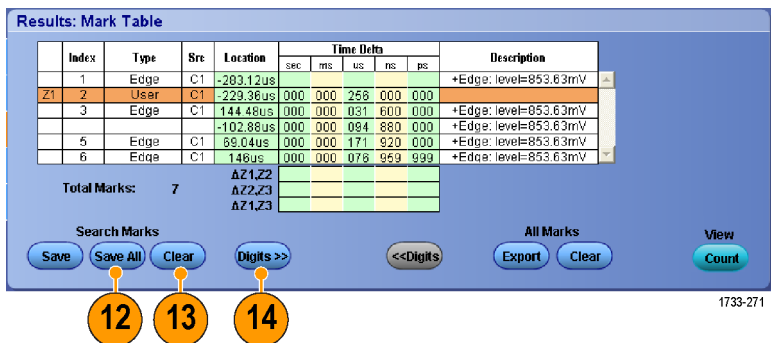 Results: Mark Table
Index Type Src Location Time Delta Description
sec ms us ns ps
1 Edge C1 -283.12us +Edge: level=853.63mV
Z1 2 User C1 -229.36us 000 000 256 000 000
3 Edge C1 144.48us 000 000 031 600 000 +Edge: level=853.63mV
-102.88us 000 000 094 880 000 +Edge: level=853.63mV
5 Edge C1 69.04us 000 000 171 920 000 +Edge: level=853.63mV
6 Edge C1 146us 000 000 076 959 999 +Edge: level=853.63mV
Total Marks: 7
ΔZ1,Z2
ΔZ2,Z3
ΔZ1,Z3
Search Marks All Marks View
Save Save All Clear Digits >> <<Digits Export Clear Count
1733-271
12 13 14